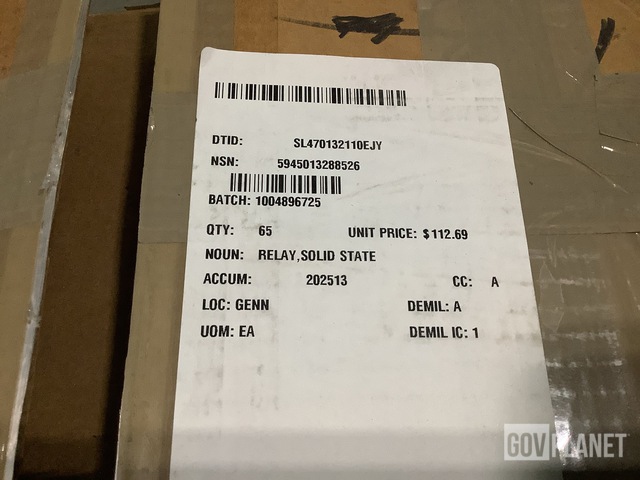 DTID: SL470132110EJY
NSN: 5945013288526
BATCH: 1004896725
QTY: 65 UNIT PRICE: $112.69
NOUN: RELAY,SOLID STATE
ACCUM: 202513 CC: A
LOC: GENN DEMIL: A
UOM: EA DEMIL IC: 1
GOVPLANET